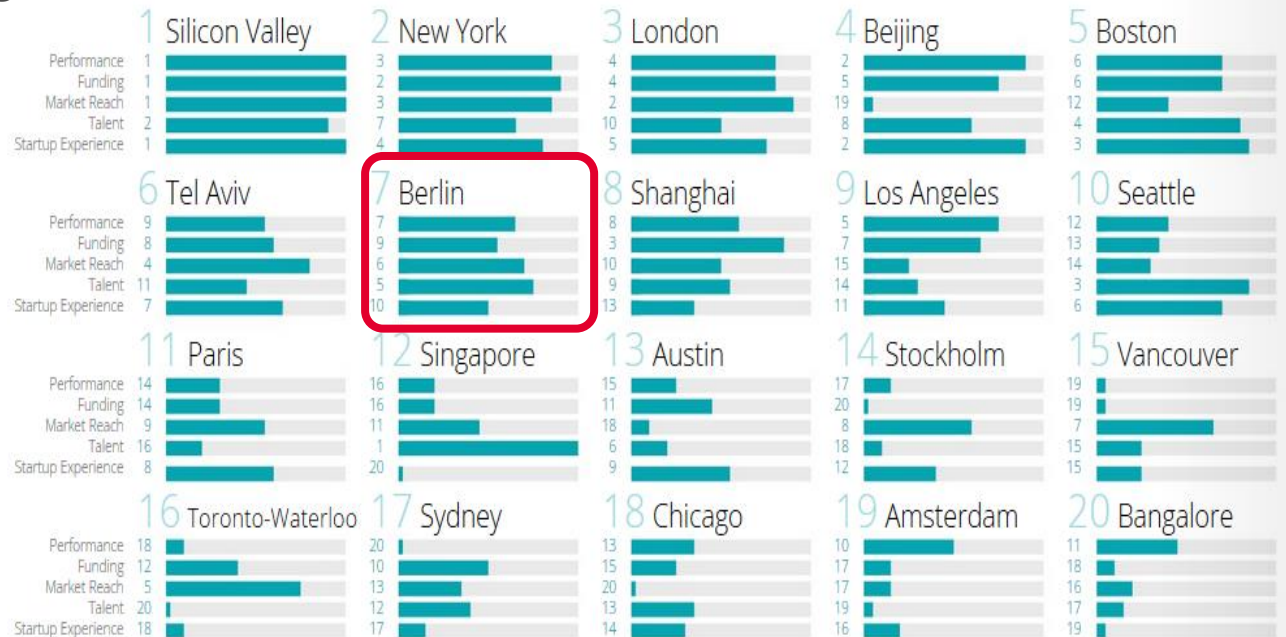 1 Silicon Valley 2 New York 3 London 4 Beijing 5 Boston
Performance 1 3 4 2 6
Funding 1 2 4 5 6
Market Reach 1 3 2 19 12
Talent 2 7 10 8 4
Startup Experience 1 4 5 2 3
6 Tel Aviv 7 Berlin 8 Shanghai 9 Los Angeles 10 Seattle
Performance 9 7 8 5 12
Funding 8 9 3 7 13
Market Reach 4 6 10 15 14
Talent 11 5 9 14 3
Startup Experience 7 10 13 11 6
11 Paris 12 Singapore 13 Austin 14 Stockholm 15 Vancouver
Performance 14 16 15 17 19
Funding 14 16 11 20 19
Market Reach 9 11 18 8 7
Talent 16 1 6 18 15
Startup Experience 8 20 9 12 15
16 Toronto-Waterloo 17 Sydney 18 Chicago 19 Amsterdam 20 Bangalore
Performance 18 20 13 10 11
Funding 12 10 15 17 18
Market Reach 5 13 20 17 16
Talent 20 12 13 19 17
Startup Experience 18 17 14 16 19